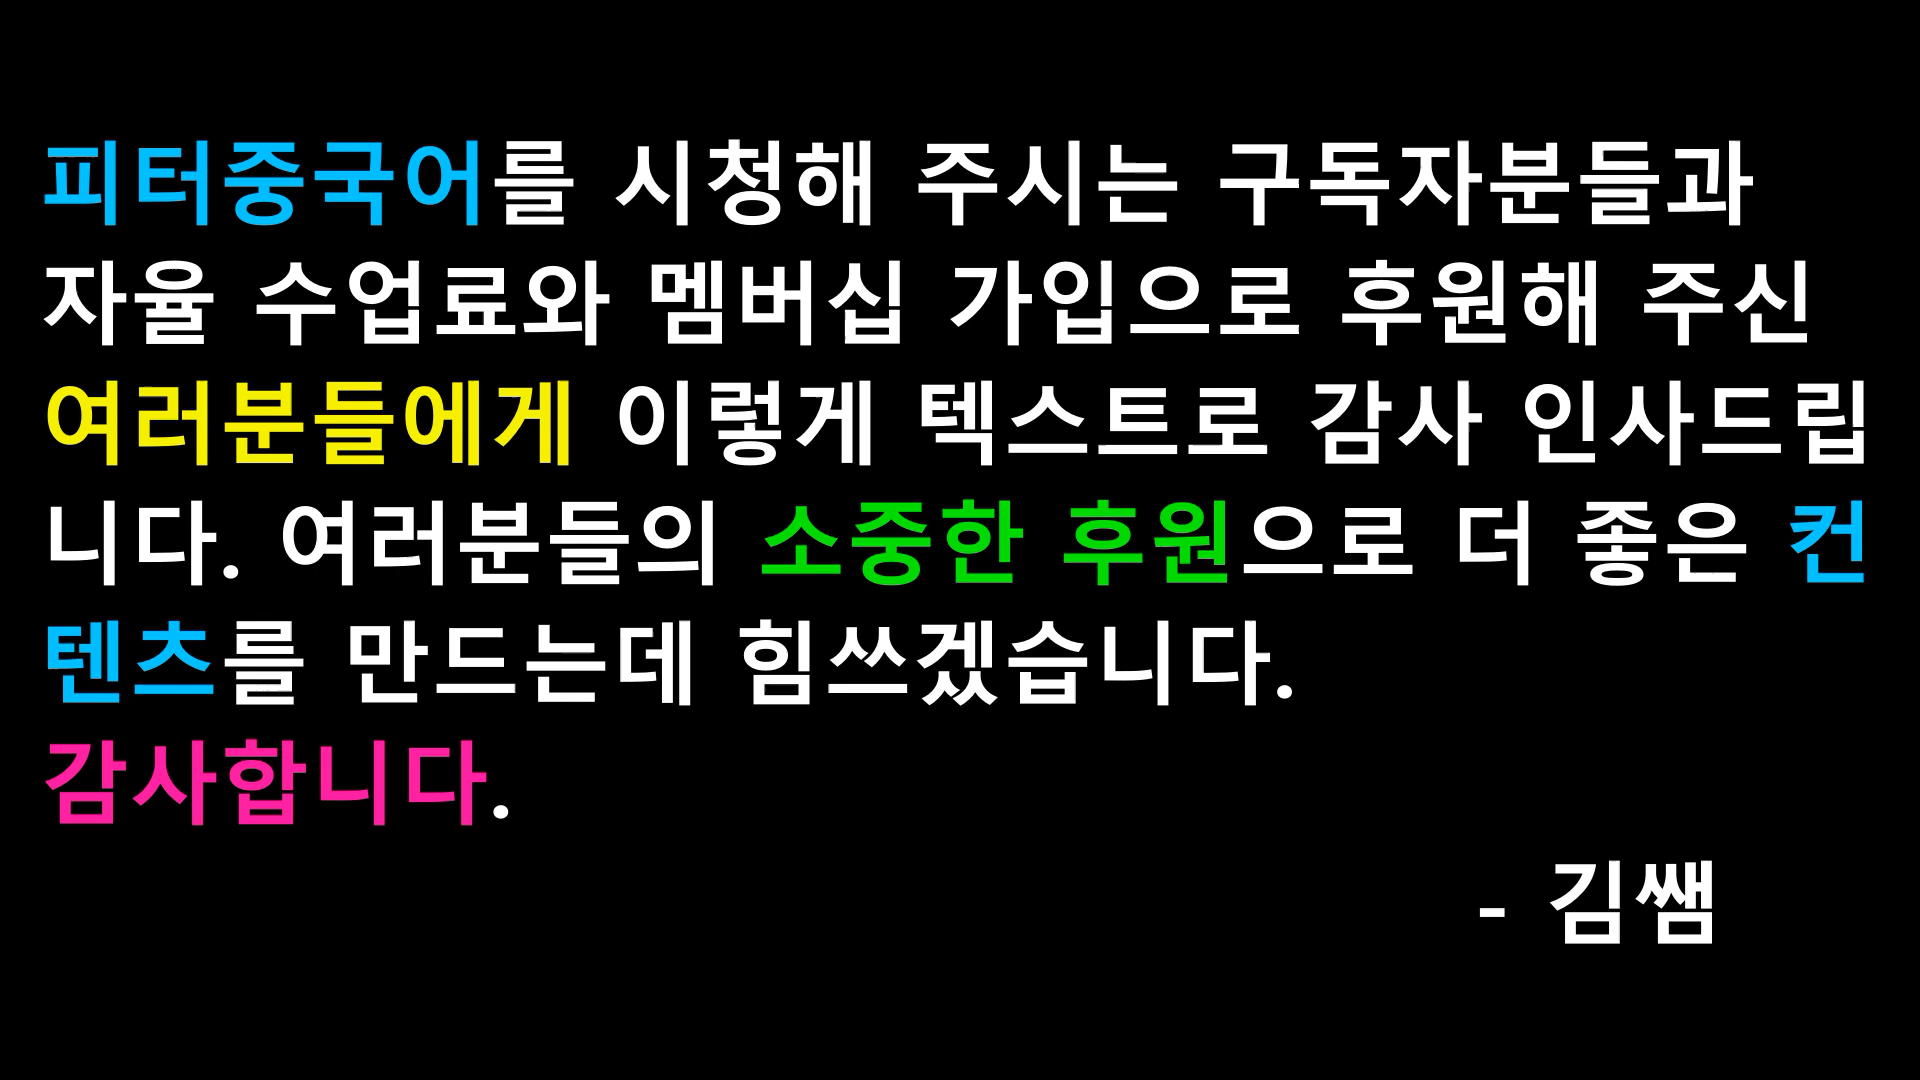 피터중국어를 시청해 주시는 구독자분들과
자율 수업료와 멤버십 가입으로 후원해 주신
여러분들에게 이렇게 텍스트로 감사 인사드립
니다. 여러분들의 소중한 후원으로 더 좋은 컨
텐츠를 만드는데 힘쓰겠습니다.
감사합니다.
- 김쌤